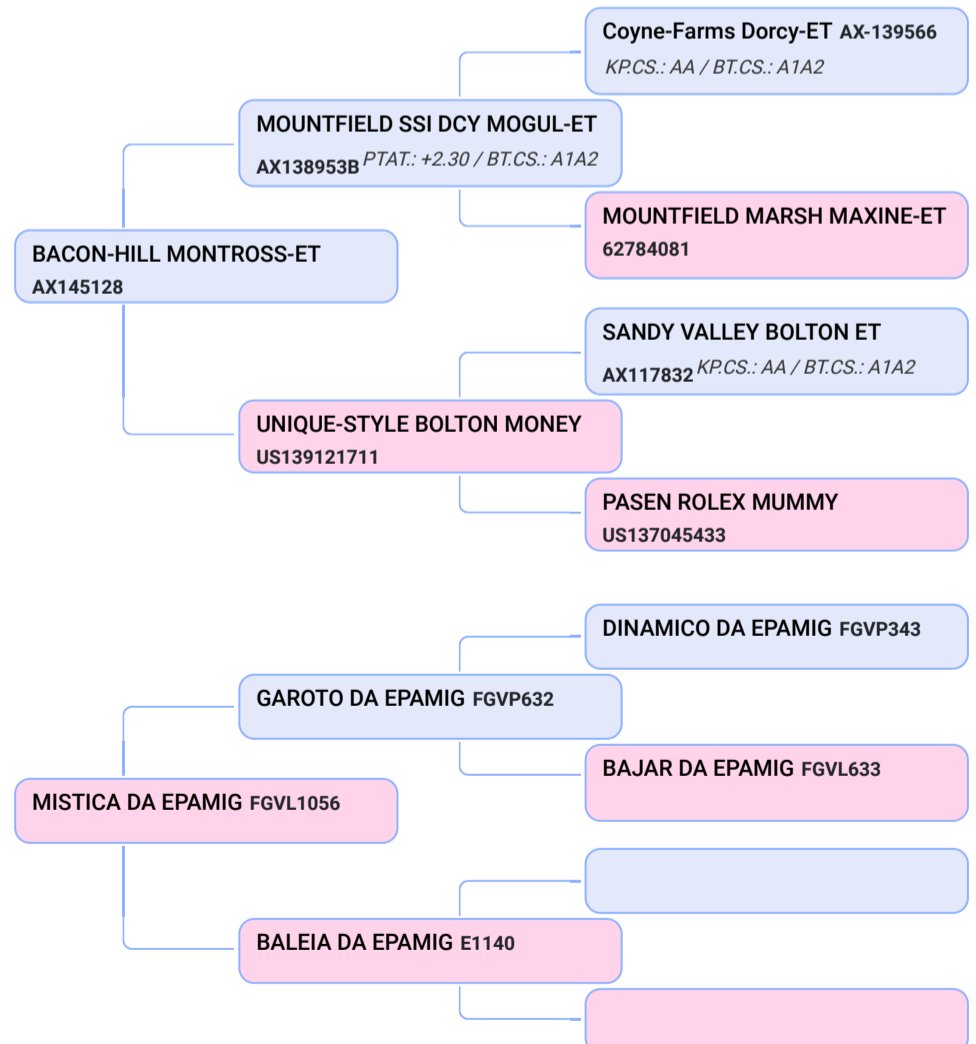 Coyne-Farms Dorcy-ET AX-139566
KP.CS.: AA / BT.CS.: A1A2
MOUNTFIELD SSI DCY MOGUL-ET
AX138953B PTAT.: +2.30 / BT.CS.: A1A2
MOUNTFIELD MARSH MAXINE-ET
62784081
BACON-HILL MONTROSS-ET
AX145128
SANDY VALLEY BOLTON ET
AX117832 KP.CS.: AA / BT.CS.: A1A2
UNIQUE-STYLE BOLTON MONEY
US139121711
PASEN ROLEX MUMMY
US137045433
DINAMICO DA EPAMIG FGVP343
GAROTO DA EPAMIG FGVP632
BAJAR DA EPAMIG FGVL633
MISTICA DA EPAMIG FGVL1056
BALEIA DA EPAMIG E1140